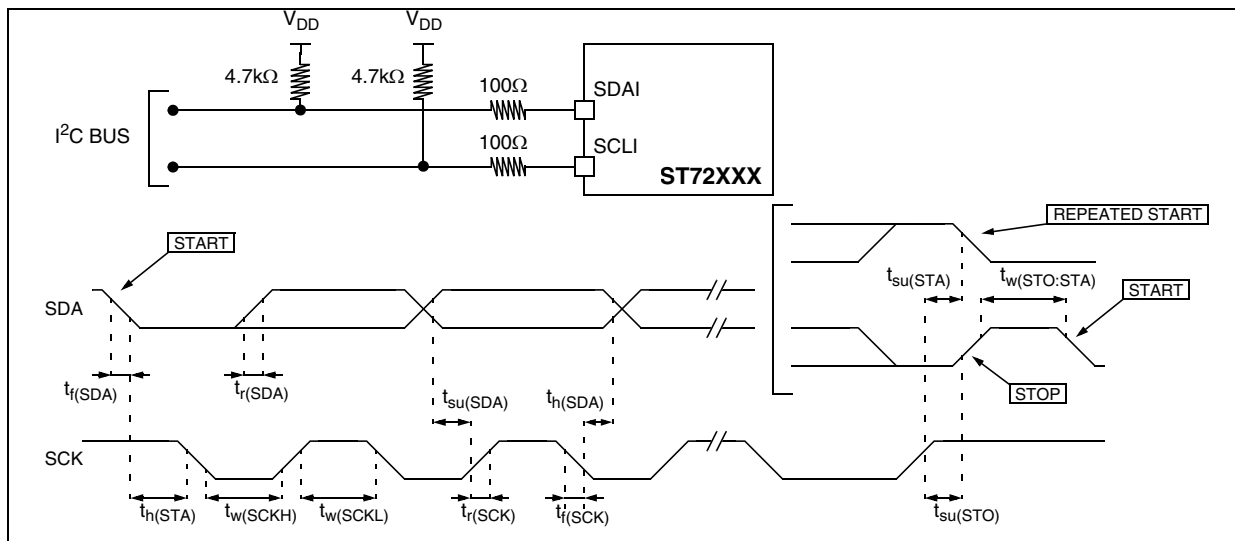 VDD VDD
4.7kΩ 4.7kΩ
100Ω
SDAI
I2C BUS
100Ω
SCLI
ST72XXX
REPEATED START
START
tsu(STA) tw(STO:STA)
START
SDA
STOP
tf(SDA) tr(SDA) tsu(SDA) th(SDA)
SCK
th(STA) tw(SCKH) tw(SCKL) tr(SCK) tf(SCK) tsu(STO)